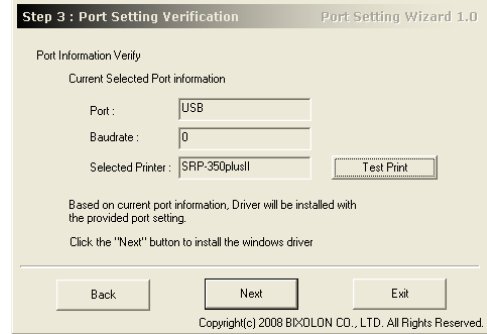 Step 3 : Port Setting Verification Port Setting Wizard 1.0
Port Information Verify
Current Selected Port information
Port : USB
Baudrate : 0
Selected Printer : SRP-350plusII Test Print
Based on current port information, Driver will be installed with
the provided port setting.
Click the "Next" button to install the windows driver
Back Next Exit
Copyright(c) 2008 BIXOLON CO., LTD. All Rights Reserved.